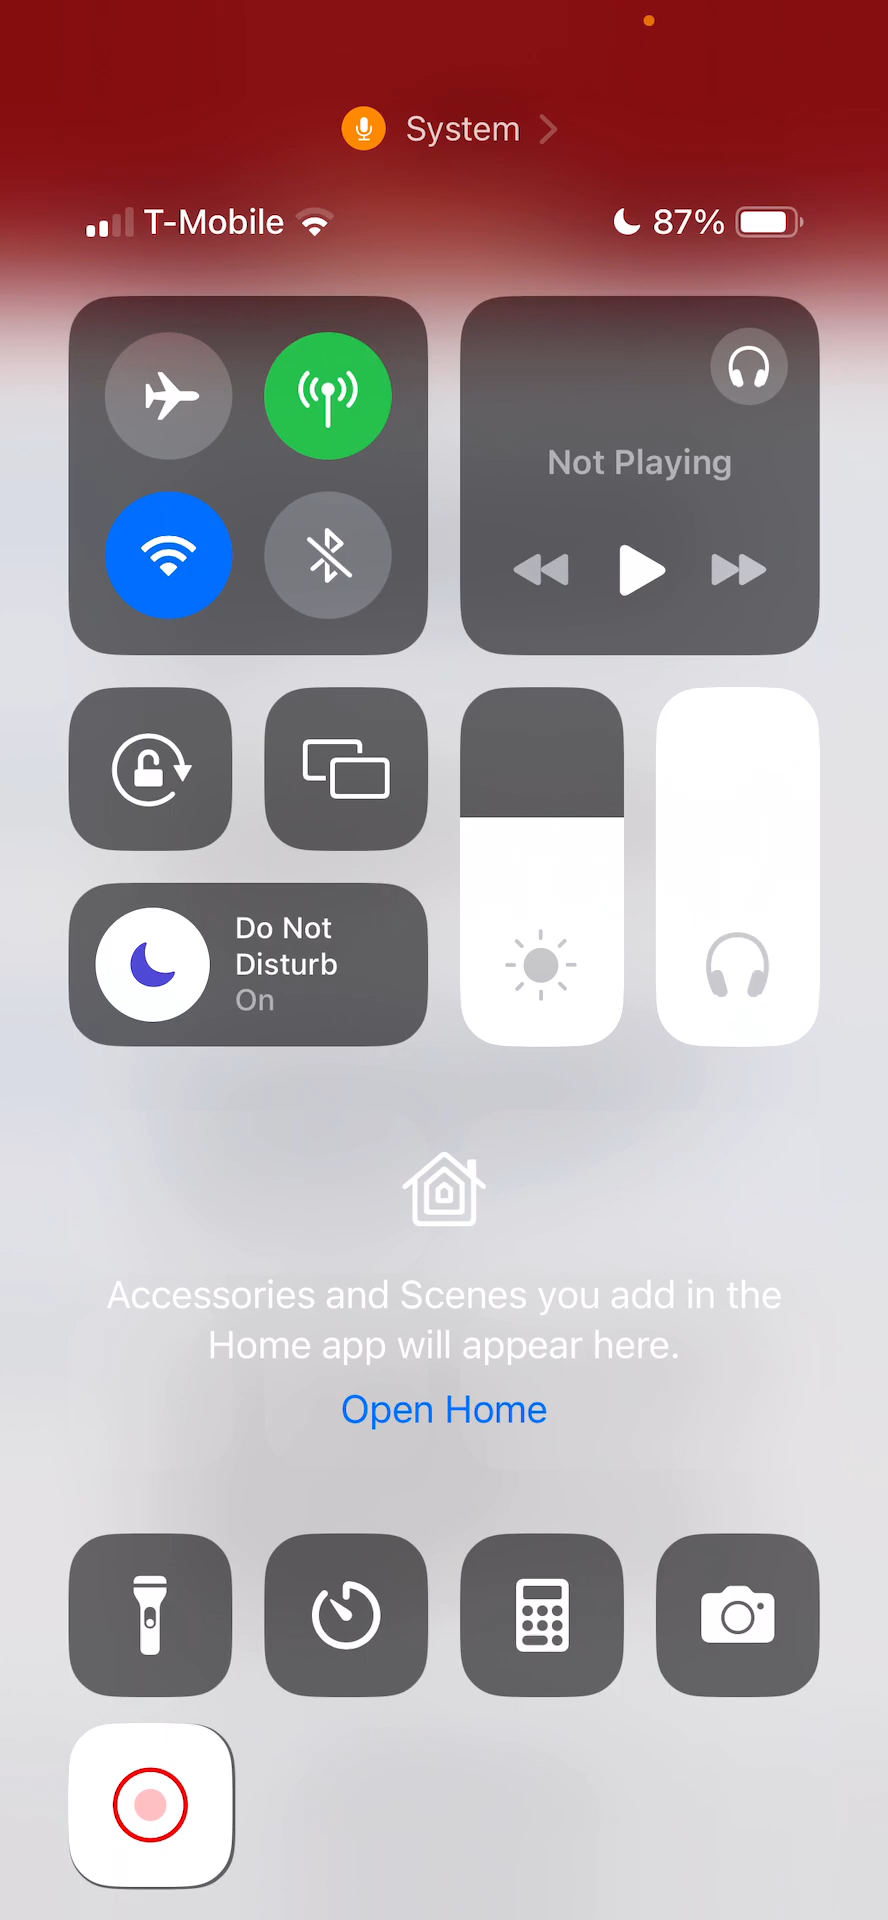 System
T-Mobile 87%
Not Playing
Do Not
Disturb
On
Accessories and Scenes you add in the
Home app will appear here.
Open Home